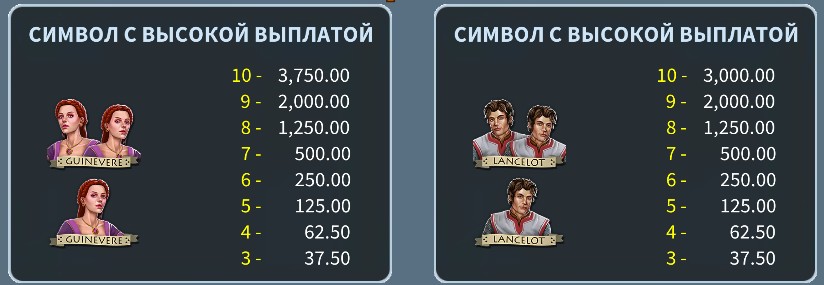 СИМВОЛ С ВЫСОКОЙ ВЫПЛАТОЙ
10 - 3,750.00
9 - 2,000.00
8 - 1,250.00
7 - 500.00
6 - 250.00
5 - 125.00
4 - 62.50
3 - 37.50
GUINEVERE
GUINEVERE
СИМВОЛ С ВЫСОКОЙ ВЫПЛАТОЙ
10 - 3,000.00
9 - 2,000.00
8 - 1,250.00
7 - 500.00
6 - 250.00
5 - 125.00
4 - 62.50
3 - 37.50
LANCELOT
LANCELOT